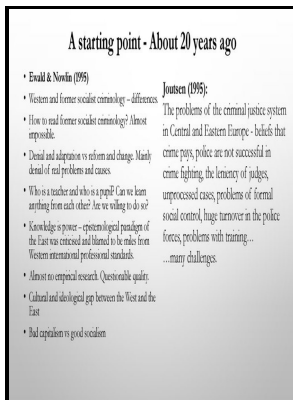 A starting point - About 20 years ago
• Ewald & Nowlin (1995)
• Western and former socialist criminology – differences.
• How to read former socialist criminology? Almost
impossible.
• Denial and adaptation vs reform and change. Mainly
denial of real problems and causes.
• Who is a teacher and who is a pupil? Can we learn
anything from each other? Are we willing to do so?
• Knowledge is power – epistemological paradigm of
the East was criticised and blamed to be miles from
Western international professional standards.
• Almost no empirical research. Questionable quality.
• Cultural and ideological gap between the West and the
East
• Bad capitalism vs good socialism
Joutsen (1995):
The problems of the criminal justice system
in Central and Eastern Europe - beliefs that
crime pays, police are not successful in
crime fighting, the leniency of judges,
unprocessed cases, problems of formal
social control, huge turnover in the police
forces, problems with training…
…many challenges.